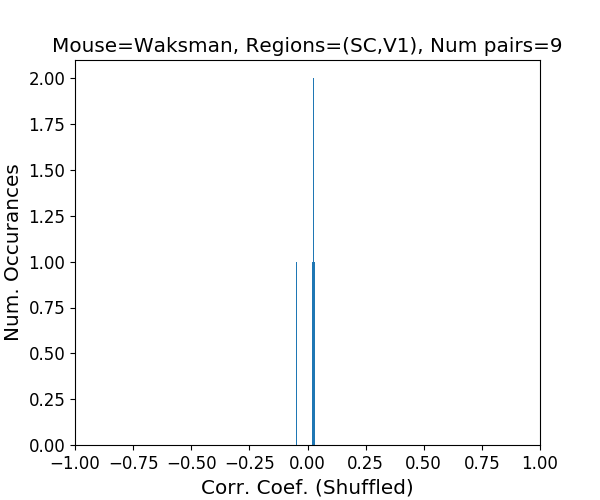 Mouse=Waksman, Regions=(SC,V1), Num pairs=9
Num. Occurances
2.00
1.75
1.50
1.25
1.00
0.75
0.50
0.25
0.00
−1.00 −0.75 −0.50 −0.25 0.00 0.25 0.50 0.75 1.00
Corr. Coef. (Shuffled)